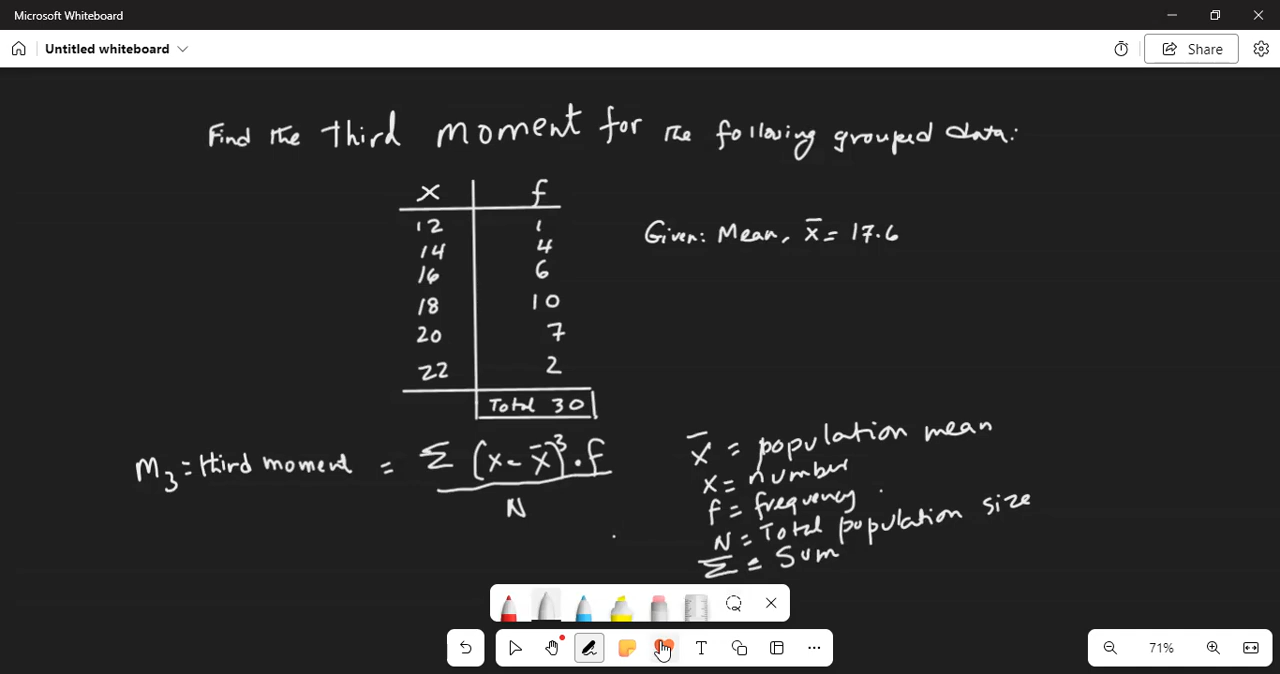 Microsoft Whiteboard
Untitled whiteboard
Share
Find the third moment for the following grouped data:
x f
12 1
14 4
16 6
18 10
20 7
22 2
Total 30
Given: Mean, x̄ = 17.6
M₃ = third moment = Σ (x - x̄)³ · f
N
x̄ = population mean
x = number
f = frequency
N = Total population size
Σ = Sum
71%